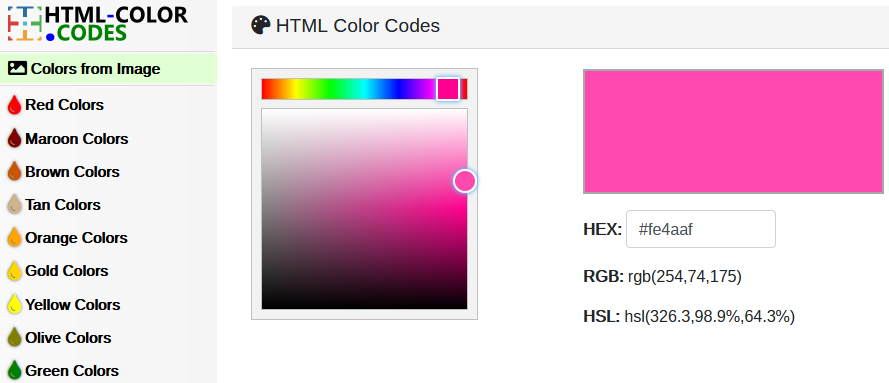 HTML-COLOR
.CODES
Colors from Image
Red Colors
Maroon Colors
Brown Colors
Tan Colors
Orange Colors
Gold Colors
Yellow Colors
Olive Colors
Green Colors
HTML Color Codes
HEX: #fe4aaf
RGB: rgb(254,74,175)
HSL: hsl(326.3,98.9%,64.3%)